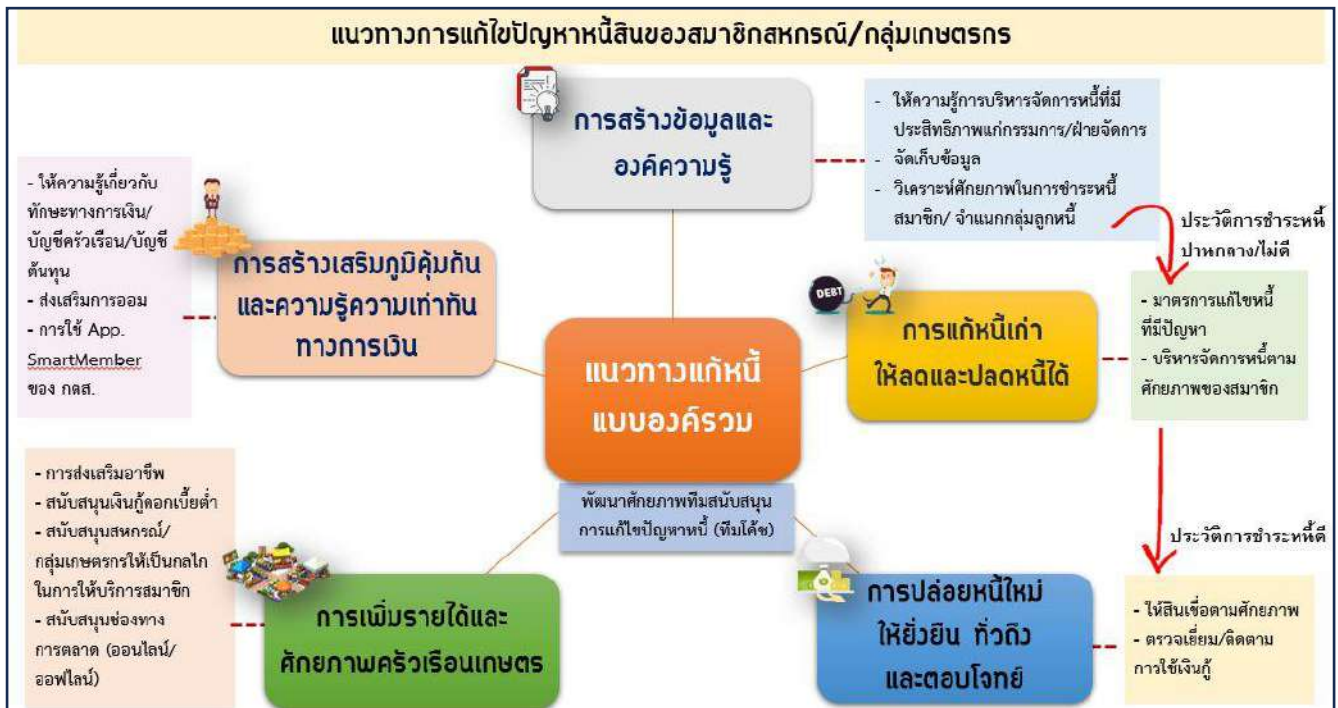 แนวทางการแก้ไขปัญหาหนี้สินของสมาชิกสหกรณ์/กลุ่มเกษตรกร
การสร้างข้อมูลและ
องค์ความรู้
- ให้ความรู้การบริหารจัดการหนี้ที่มี
ประสิทธิภาพแก่กรรมการ/ฝ่ายจัดการ
- จัดเก็บข้อมูล
- วิเคราะห์ศักยภาพในการชำระหนี้
สมาชิก/ จำแนกกลุ่มลูกหนี้
- ให้ความรู้เกี่ยวกับ
ทักษะทางการเงิน/
บัญชีครัวเรือน/บัญชี
ต้นทุน
- ส่งเสริมการออม
- การใช้ App.
SmartMember
ของ กตส.
การสร้างเสริมภูมิคุ้มกัน
และความรู้ความเท่าทัน
ทางการเงิน
ประวัติการชำระหนี้
ปานกลาง/ไม่ดี
DEBT
การแก้หนี้เก่า
ให้ลดและปลดหนี้ได้
- มาตรการแก้ไขหนี้
ที่มีปัญหา
- บริหารจัดการหนี้ตาม
ศักยภาพของสมาชิก
แนวทางแก้หนี้
แบบองค์รวม
พัฒนาศักยภาพทีมสนับสนุน
การแก้ไขปัญหาหนี้ (ทีมโค้ช)
- การส่งเสริมอาชีพ
- สนับสนุนเงินกู้ดอกเบี้ยต่ำ
- สนับสนุนสหกรณ์/
กลุ่มเกษตรกรให้เป็นกลไก
ในการให้บริการสมาชิก
- สนับสนุนช่องทาง
การตลาด (ออนไลน์/
ออฟไลน์)
การเพิ่มรายได้และ
ศักยภาพครัวเรือนเกษตร
ประวัติการชำระหนี้ดี
การปล่อยหนี้ใหม่
ให้ยั่งยืน ทั่วถึง
และตอบโจทย์
- ให้สินเชื่อตามศักยภาพ
- ตรวจเยี่ยม/ติดตาม
การใช้เงินกู้